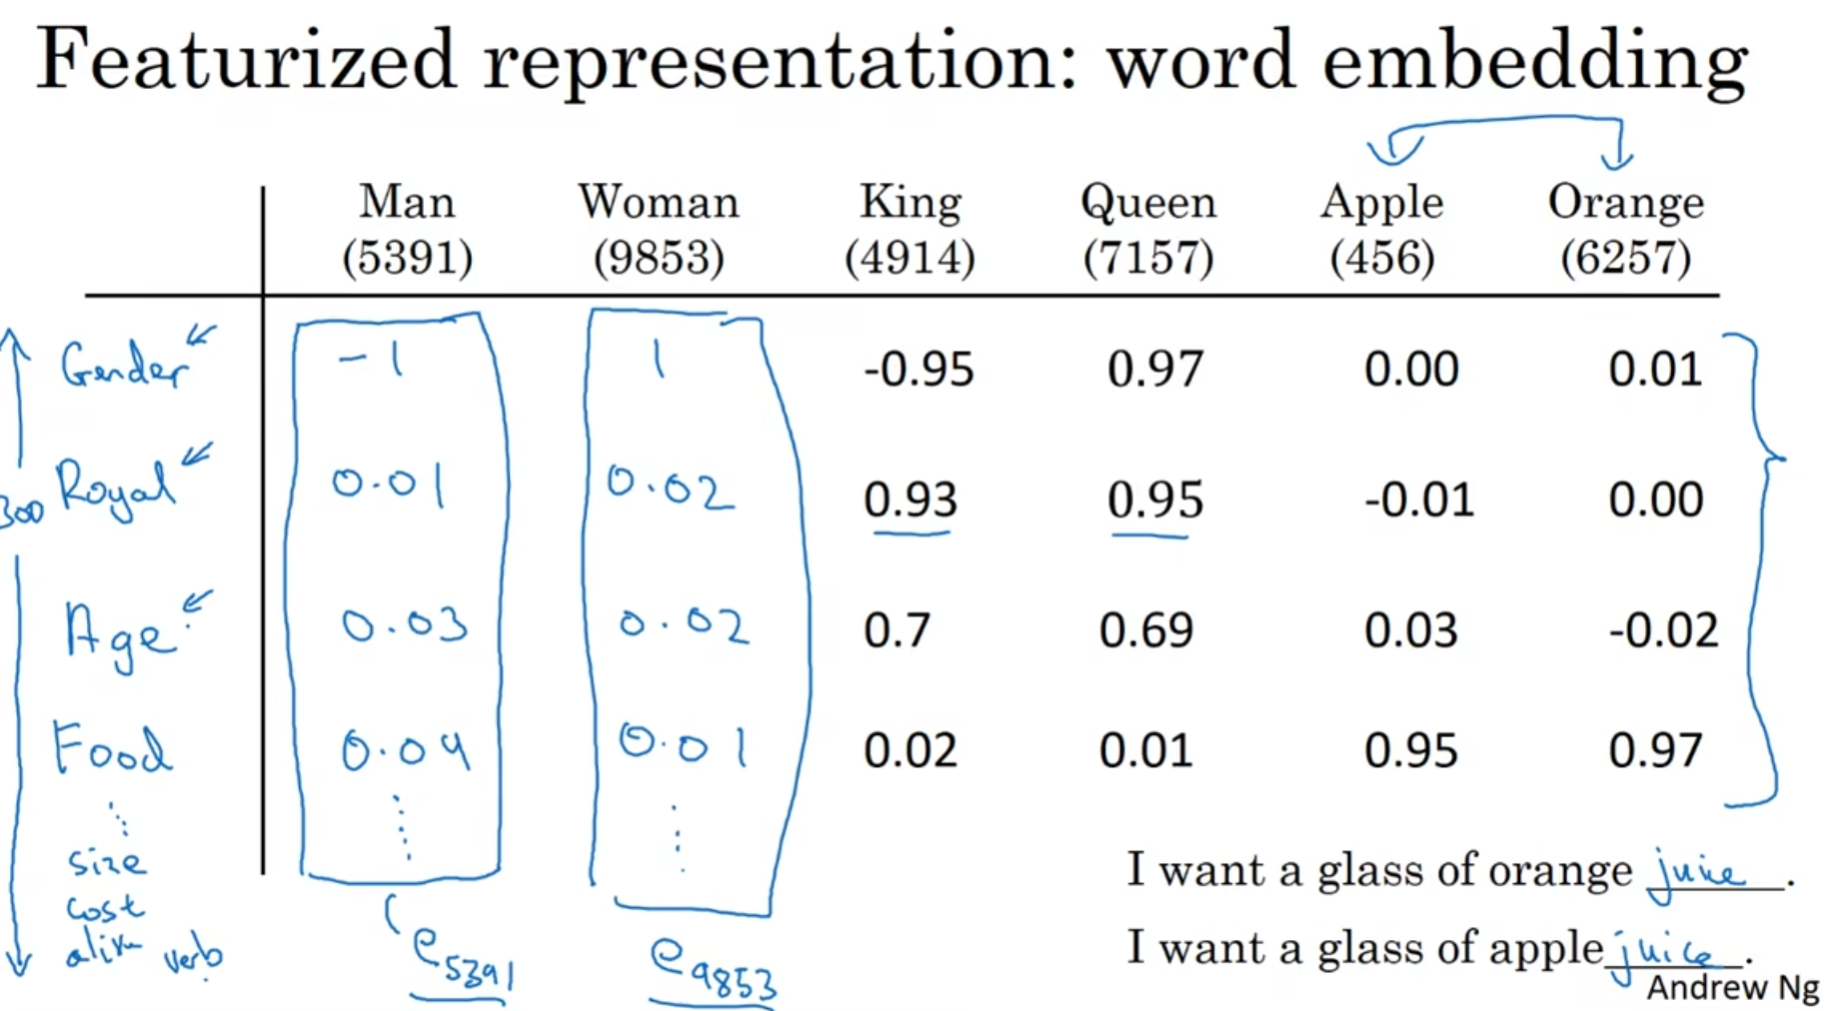 Featurized representation: word embedding
Man Woman King Queen Apple Orange
(5391) (9853) (4914) (7157) (456) (6257)
Gender -1 1 -0.95 0.97 0.00 0.01
Royal 0.01 0.02 0.93 0.95 -0.01 0.00
300
Age 0.03 0.02 0.7 0.69 0.03 -0.02
Food 0.04 0.01 0.02 0.01 0.95 0.97
size
cost
alive verb
e5391 e9853
I want a glass of orange juice.
I want a glass of apple juice.
Andrew Ng